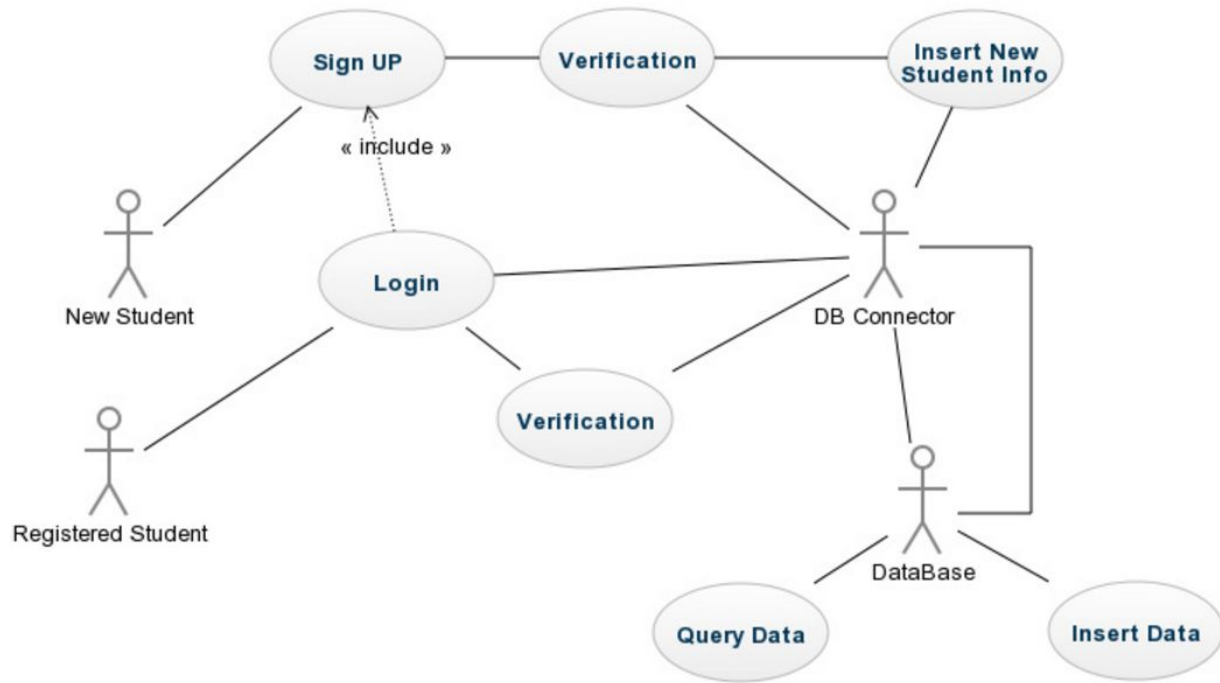 Sign UP
Verification
Insert New
Student Info
« include »
New Student
Login
DB Connector
Verification
Registered Student
DataBase
Query Data
Insert Data